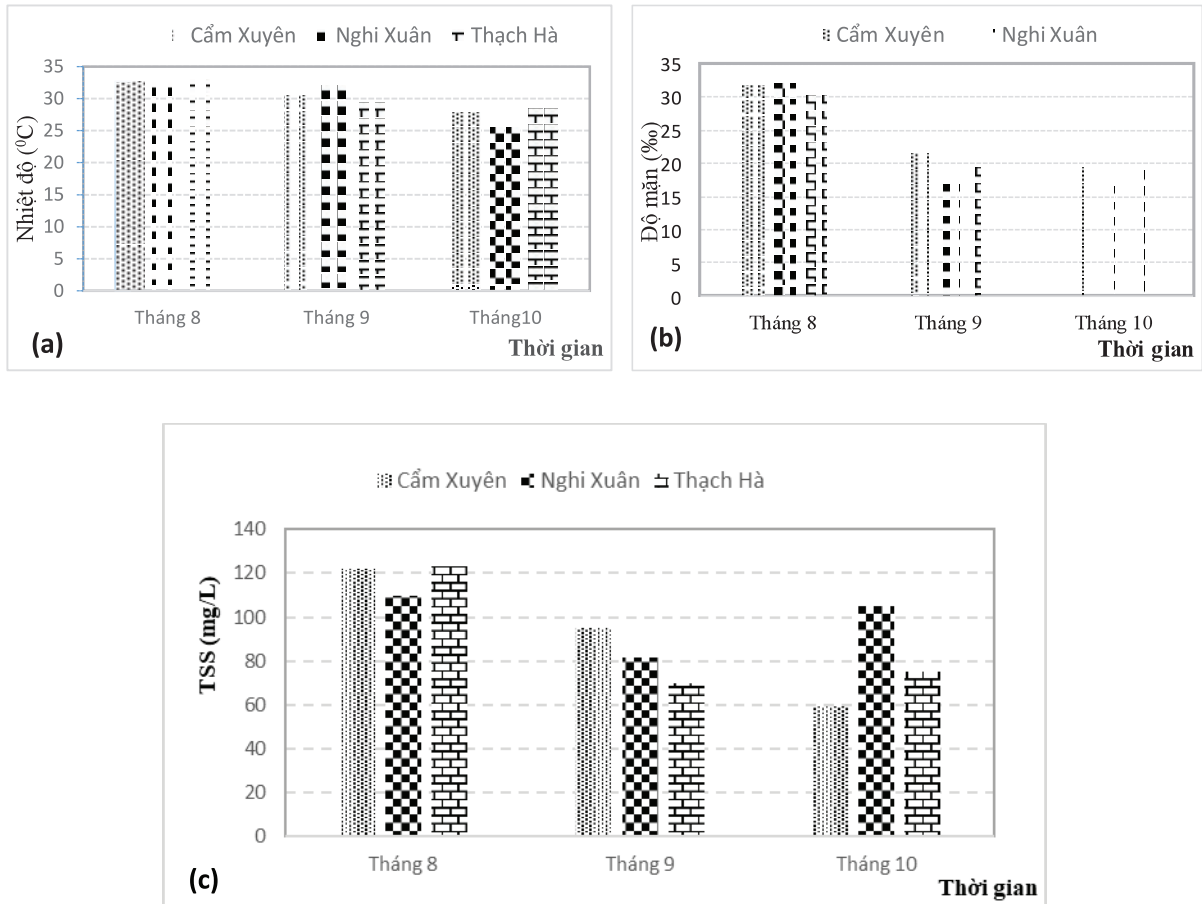 Cẩm Xuyên Nghi Xuân Thạch Hà
Nhiệt độ (⁰C)
35
30
25
20
15
10
5
0
Tháng 8 Tháng 9 Tháng10
(a) Thời gian
Cẩm Xuyên Nghi Xuân
Độ mặn (‰)
35
30
25
20
15
10
5
0
Tháng 8 Tháng 9 Tháng 10
(b) Thời gian
Cẩm Xuyên Nghi Xuân Thạch Hà
TSS (mg/L)
140
120
100
80
60
40
20
0
Tháng 8 Tháng 9 Tháng 10
(c) Thời gian